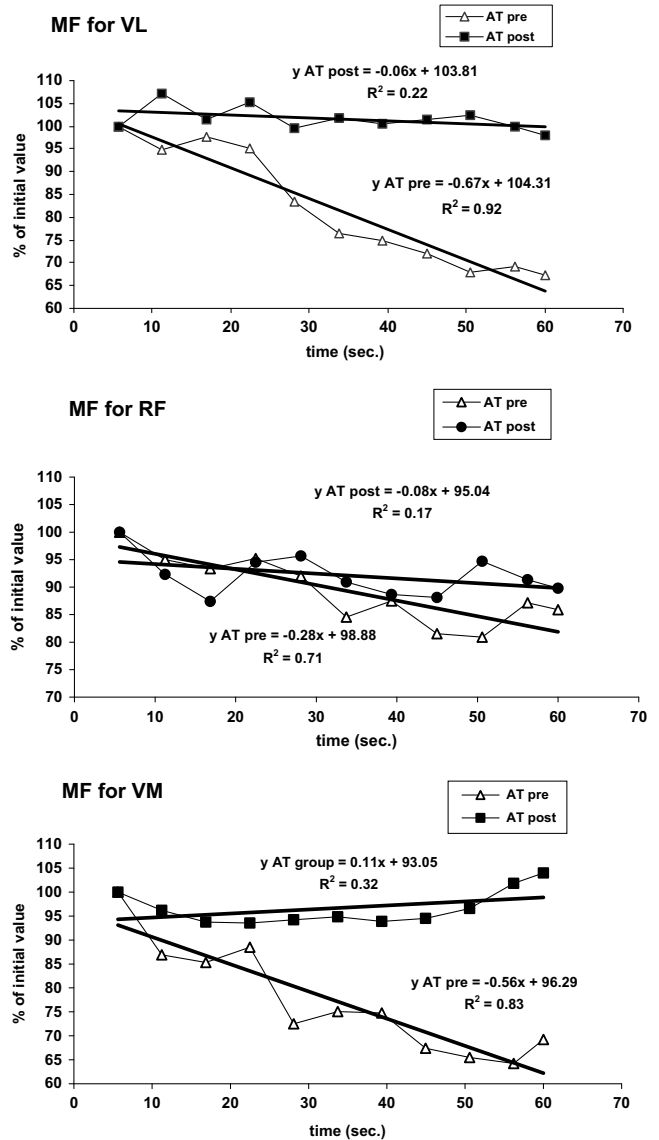 MF for VL
AT pre
AT post
y AT post = -0.06x + 103.81
R² = 0.22
y AT pre = -0.67x + 104.31
R² = 0.92
% of initial value
110
105
100
95
90
85
80
75
70
65
60
0 10 20 30 40 50 60 70
time (sec.)
MF for RF
AT pre
AT post
y AT post = -0.08x + 95.04
R² = 0.17
y AT pre = -0.28x + 98.88
R² = 0.71
% of initial value
110
105
100
95
90
85
80
75
70
0 10 20 30 40 50 60 70
time (sec.)
MF for VM
AT pre
AT post
y AT group = 0.11x + 93.05
R² = 0.32
y AT pre = -0.56x + 96.29
R² = 0.83
% of initial value
110
105
100
95
90
85
80
75
70
65
60
0 10 20 30 40 50 60 70
time (sec.)